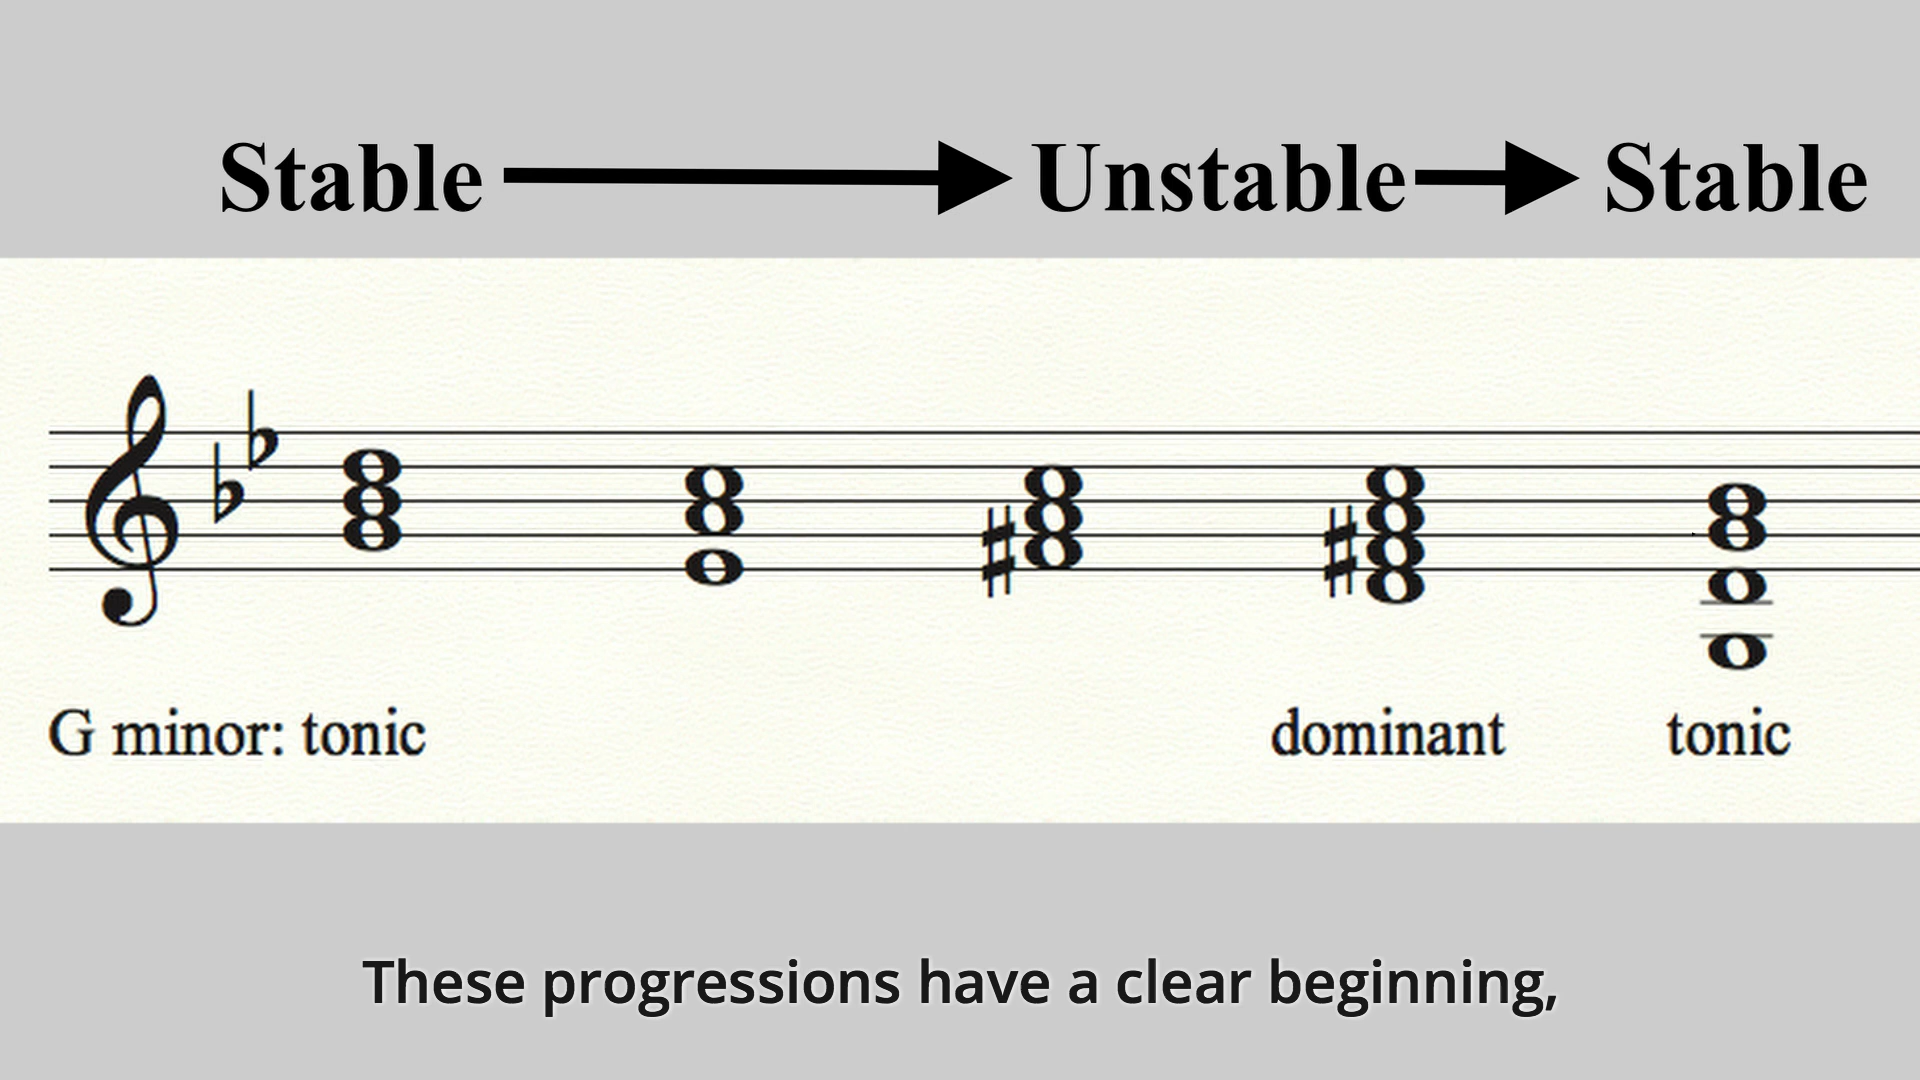 Stable Unstable Stable
G minor: tonic dominant tonic
These progressions have a clear beginning,